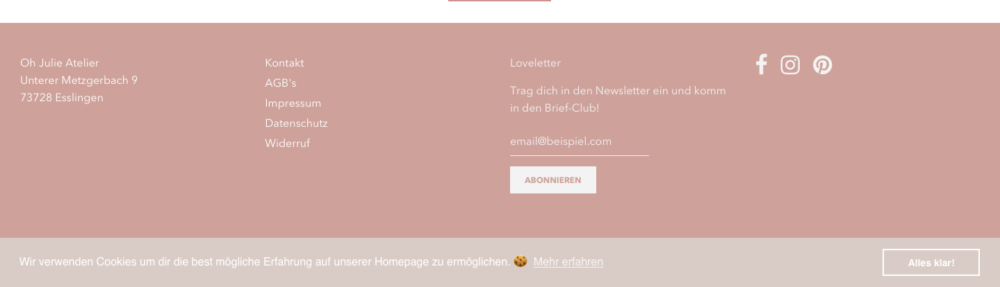 Oh Julie Atelier
Unterer Metzgerbach 9
73728 Esslingen
Kontakt
AGB's
Impressum
Datenschutz
Widerruf
Loveletter
Trag dich in den Newsletter ein und komm
in den Brief-Club!
email@beispiel.com
ABONNIEREN
Wir verwenden Cookies um dir die best mögliche Erfahrung auf unserer Homepage zu ermöglichen. 🍪 Mehr erfahren
Alles klar!